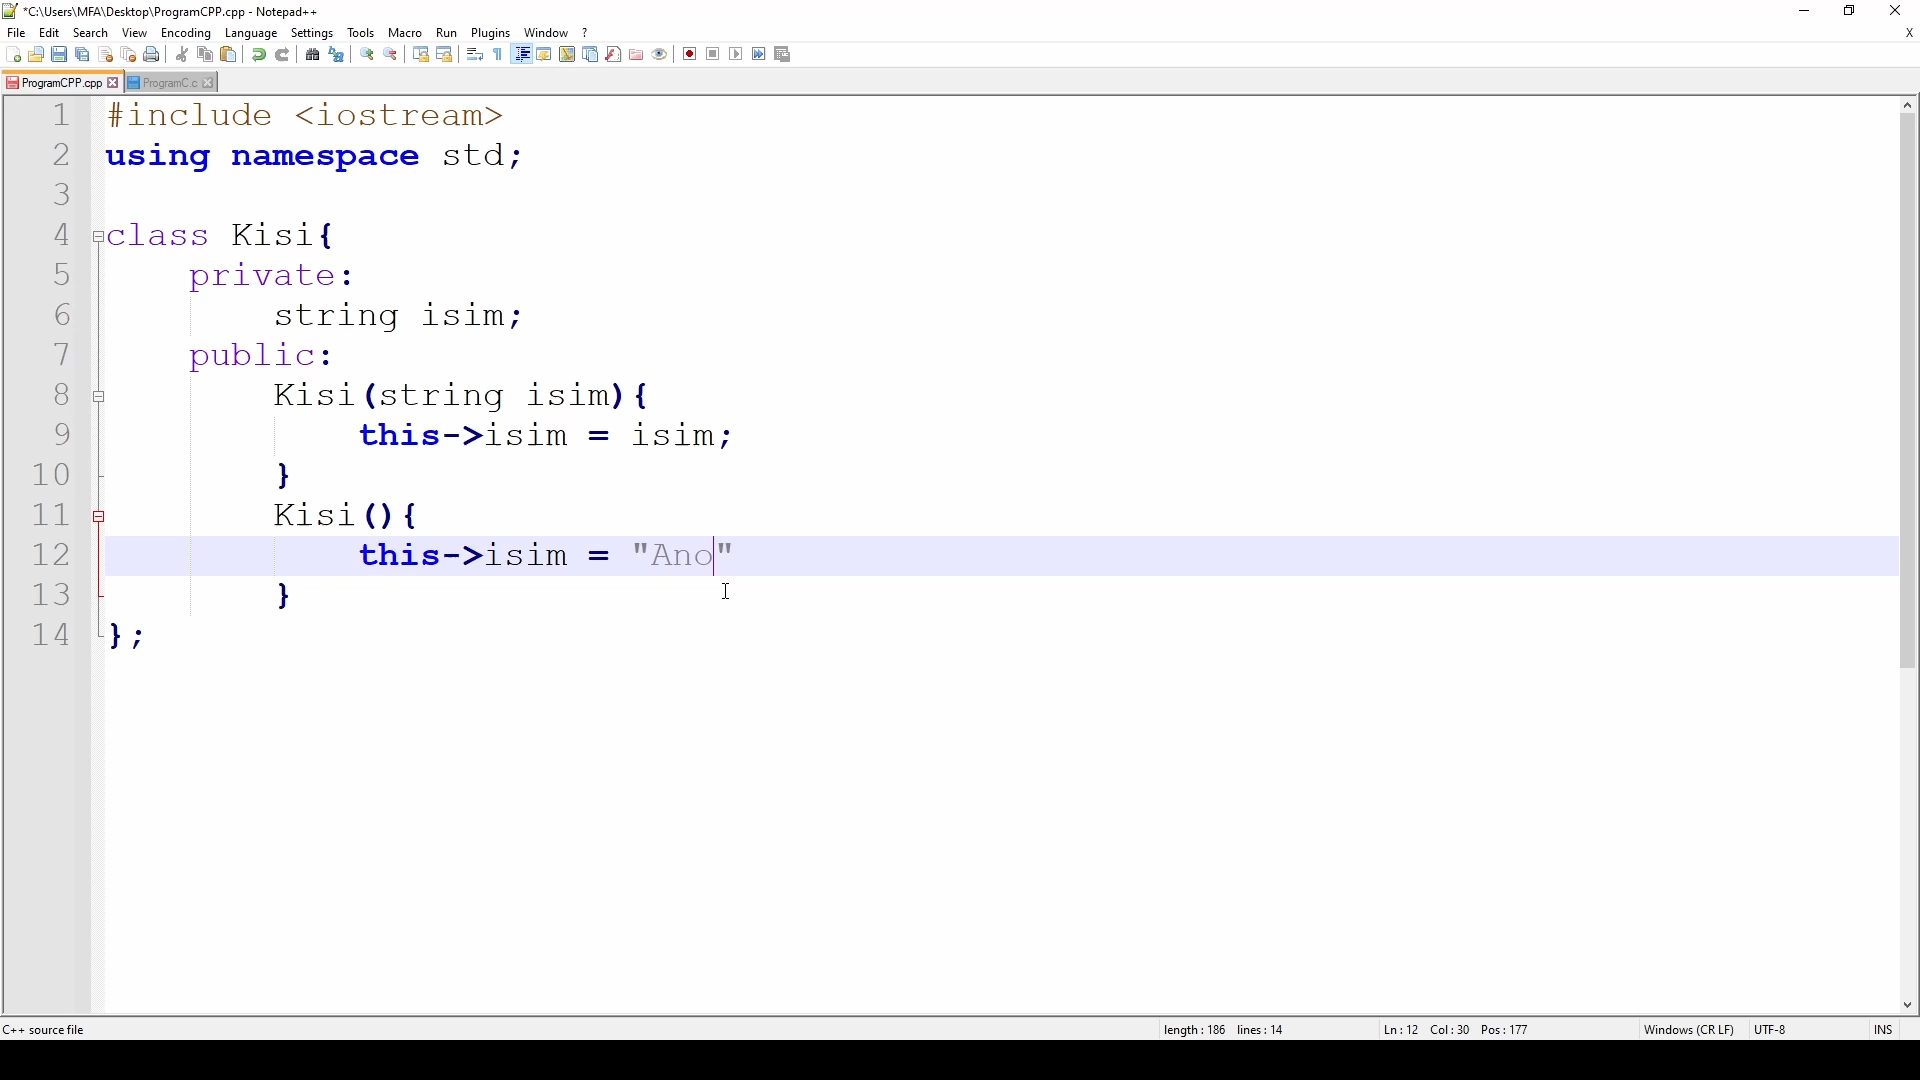 *C:\Users\MFA\Desktop\ProgramCPP.cpp - Notepad++
File Edit Search View Encoding Language Settings Tools Macro Run Plugins Window ? X
ProgramCPP.cpp ProgramC.c
1 #include <iostream>
2 using namespace std;
3
4 class Kisi{
5 private:
6 string isim;
7 public:
8 Kisi(string isim){
9 this->isim = isim;
10 }
11 Kisi(){
12 this->isim = "Ano"
13 }
14 };
C++ source file length : 186 lines : 14 Ln : 12 Col : 30 Pos : 177 Windows (CR LF) UTF-8 INS